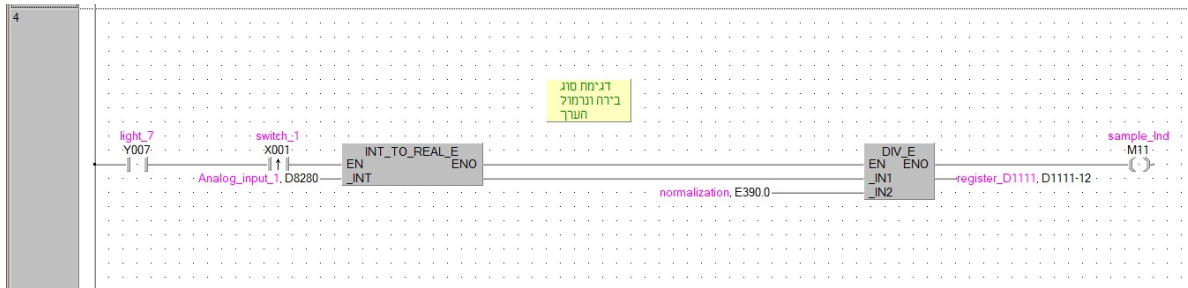 4
דגימת סוג
בירה ונרמול
הערך
light_7
switch_1
sample_Ind
Y007
X001
INT_TO_REAL_E
DIV_E
M11
EN
ENO
EN
ENO
Analog_input_1, D8280
_INT
_IN1
register_D1111, D1111-12
normalization, E390.0
_IN2